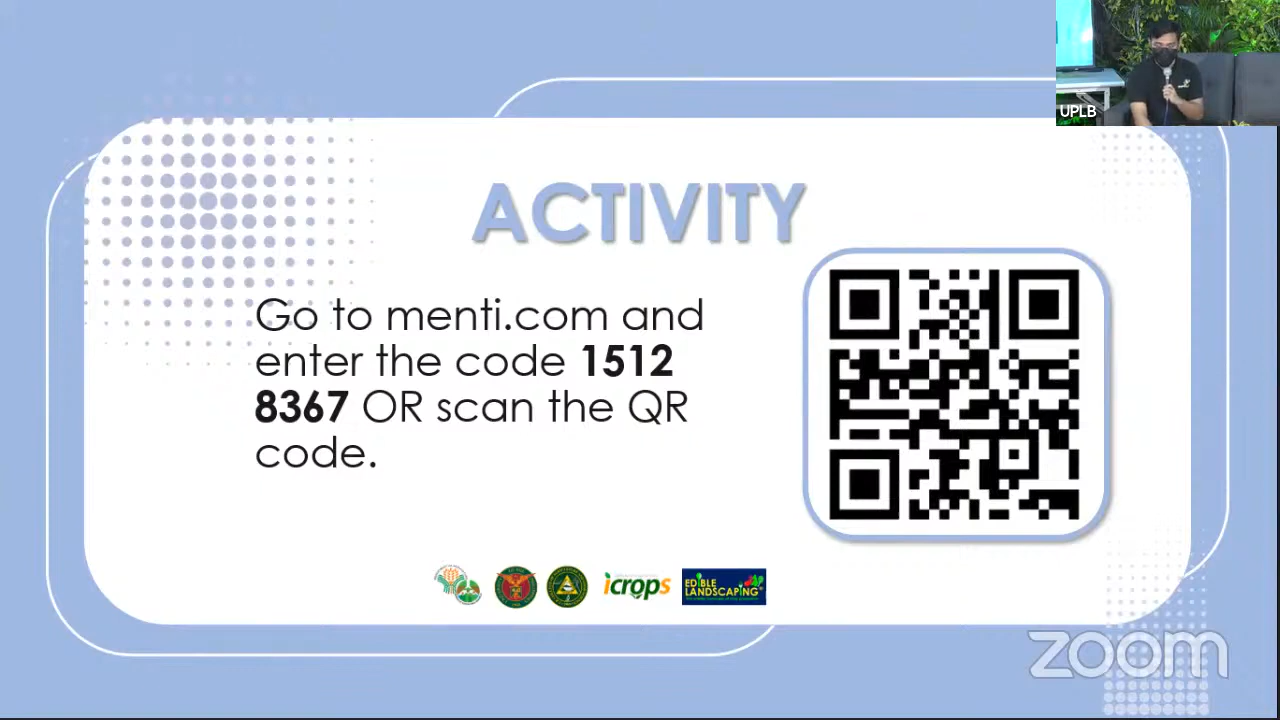 UPLB
ACTIVITY
Go to menti.com and
enter the code 1512
8367 OR scan the QR
code.
icrops
EDIBLE
LANDSCAPING
zoom